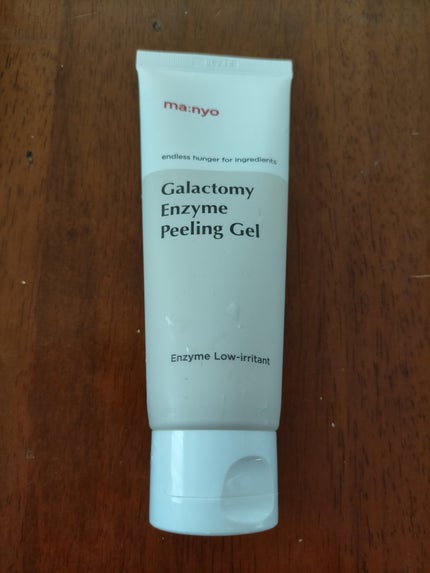 ma:nyo
endless hunger for ingredients
Galactomy
Enzyme
Peeling Gel
Enzyme Low-irritant